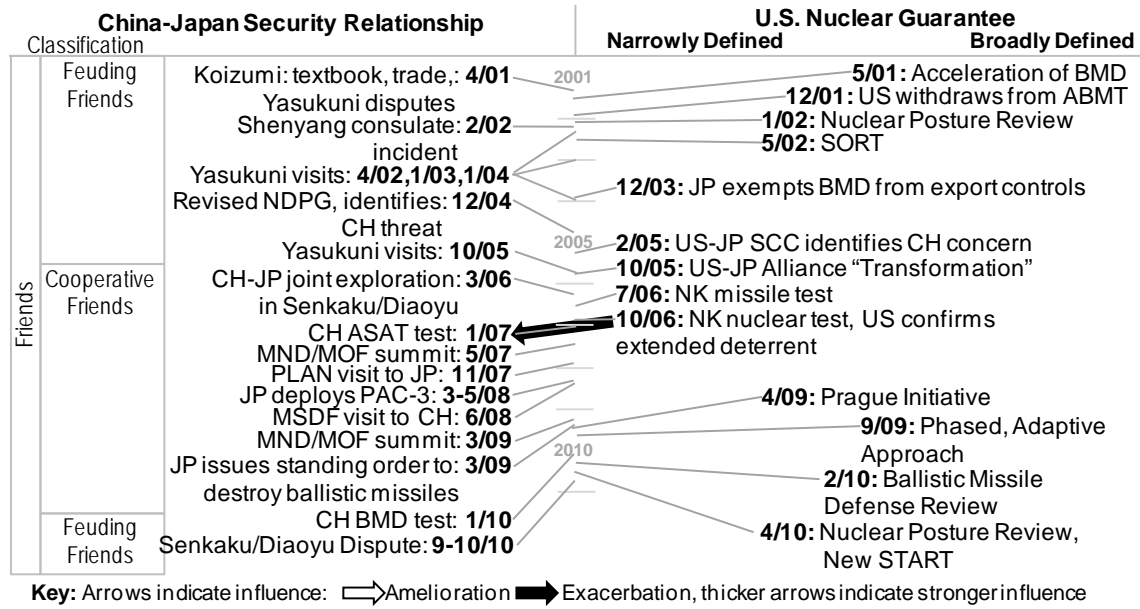 China-Japan Security Relationship
U.S. Nuclear Guarantee
Narrowly Defined
Broadly Defined
Classification
Friends
Feuding
Friends
Cooperative
Friends
Feuding
Friends
Koizumi: textbook, trade,: 4/01
Yasukuni disputes
Shenyang consulate: 2/02
incident
Yasukuni visits: 4/02,1/03,1/04
Revised NDPG, identifies: 12/04
CH threat
Yasukuni visits: 10/05
CH-JP joint exploration: 3/06
in Senkaku/Diaoyu
CH ASAT test: 1/07
MND/MOF summit: 5/07
PLAN visit to JP: 11/07
JP deploys PAC-3: 3-5/08
MSDF visit to CH: 6/08
MND/MOF summit: 3/09
JP issues standing order to: 3/09
destroy ballistic missiles
CH BMD test: 1/10
Senkaku/Diaoyu Dispute: 9-10/10
2001
2005
2010
5/01: Acceleration of BMD
12/01: US withdraws from ABMT
1/02: Nuclear Posture Review
5/02: SORT
12/03: JP exempts BMD from export controls
2/05: US-JP SCC identifies CH concern
10/05: US-JP Alliance “Transformation”
7/06: NK missile test
10/06: NK nuclear test, US confirms
extended deterrent
4/09: Prague Initiative
9/09: Phased, Adaptive
Approach
2/10: Ballistic Missile
Defense Review
4/10: Nuclear Posture Review,
New START
Key: Arrows indicate influence: Amelioration Exacerbation, thicker arrows indicate stronger influence